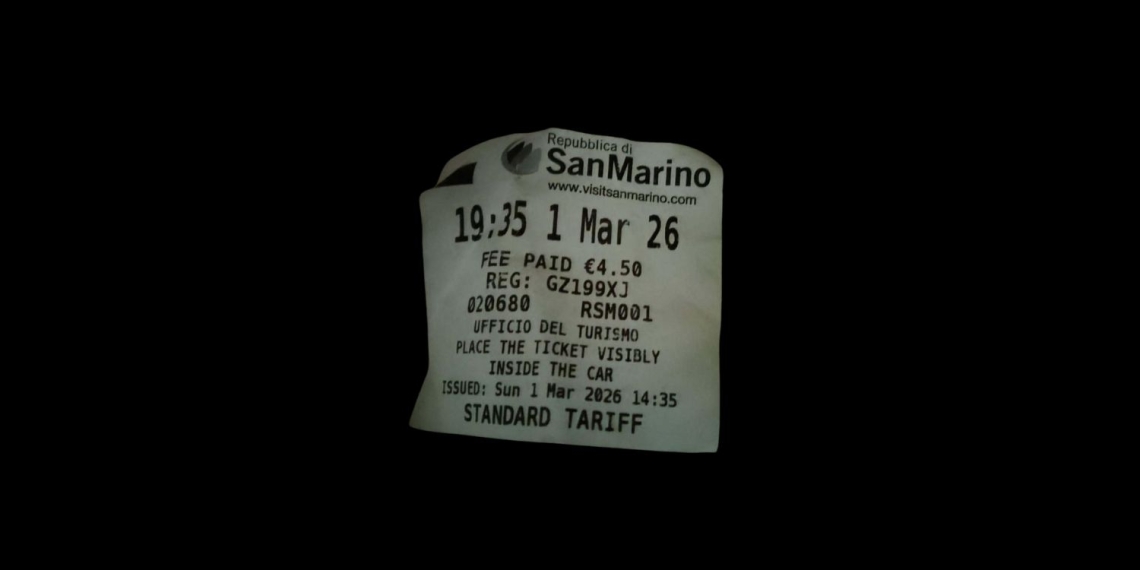 Repubblica di
SanMarino
www.visitsanmarino.com
19:35 1 Mar 26
FEE PAID €4.50
REG: GZ199XJ
020680 RSM001
UFFICIO DEL TURISMO
PLACE THE TICKET VISIBLY
INSIDE THE CAR
ISSUED: Sun 1 Mar 2026 14:35
STANDARD TARIFF